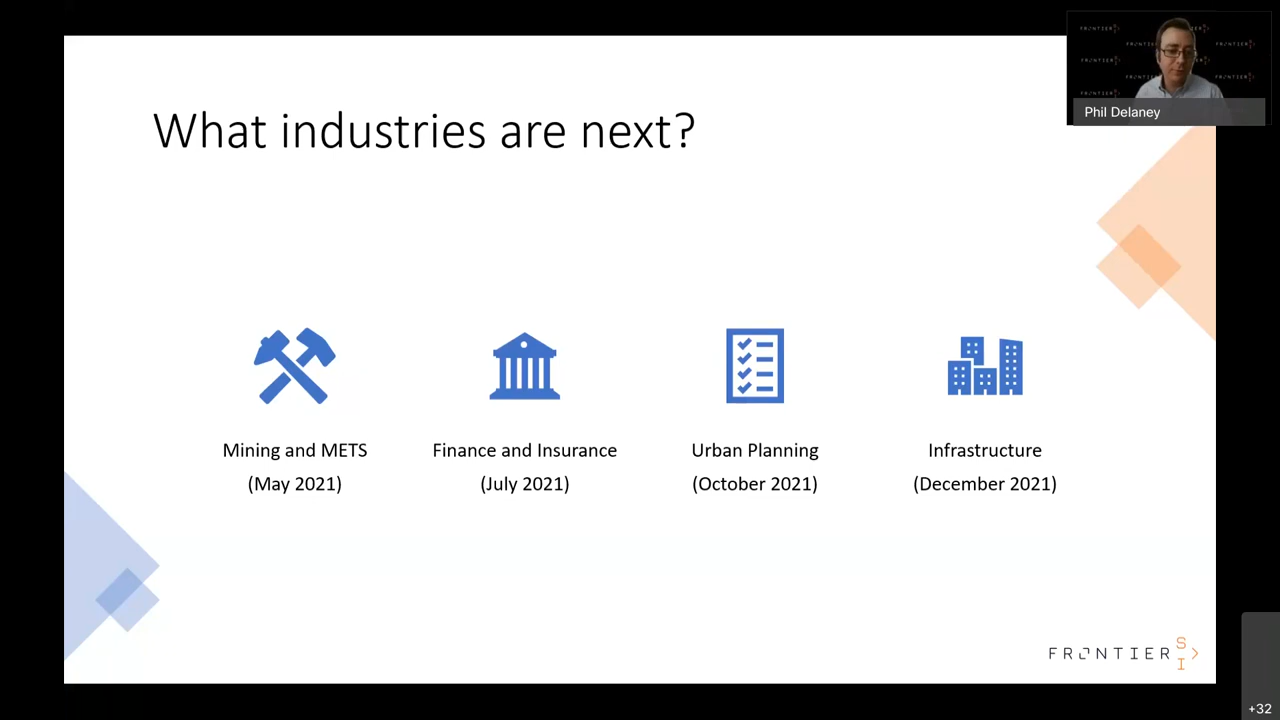 What industries are next?
Phil Delaney
Mining and METS
(May 2021)
Finance and Insurance
(July 2021)
Urban Planning
(October 2021)
Infrastructure
(December 2021)
FRONTIER SI
+32